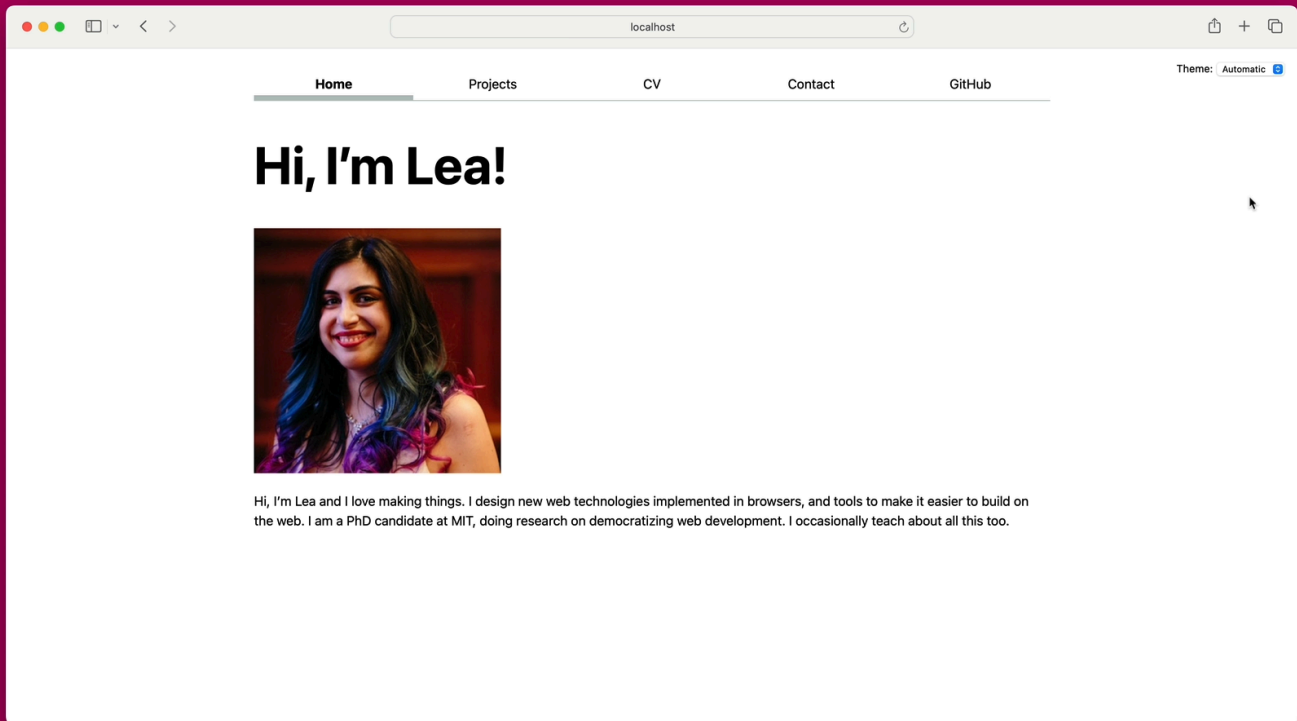 localhost
Theme: Automatic
Home Projects CV Contact GitHub
Hi, I’m Lea!
Hi, I’m Lea and I love making things. I design new web technologies implemented in browsers, and tools to make it easier to build on
the web. I am a PhD candidate at MIT, doing research on democratizing web development. I occasionally teach about all this too.